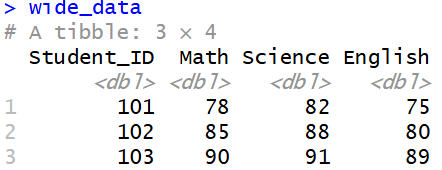 > wide_data
# A tibble: 3 × 4
Student_ID Math Science English
<dbl> <dbl> <dbl> <dbl>
1 101 78 82 75
2 102 85 88 80
3 103 90 91 89